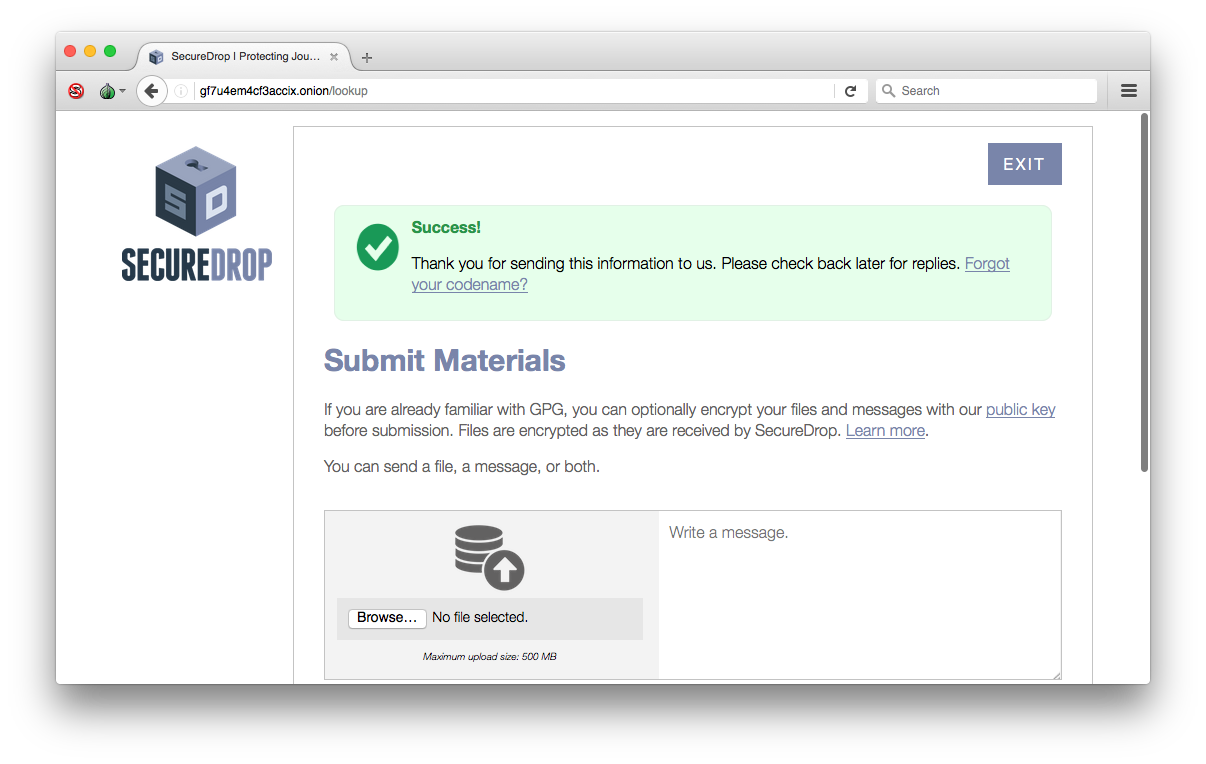 SecureDrop | Protecting Jou...
gf7u4em4cf3accix.onion/lookup
Search
EXIT
SD
SECUREDROP
Success!
Thank you for sending this information to us. Please check back later for replies. Forgot
your codename?
Submit Materials
If you are already familiar with GPG, you can optionally encrypt your files and messages with our public key
before submission. Files are encrypted as they are received by SecureDrop. Learn more.
You can send a file, a message, or both.
Write a message.
Browse... No file selected.
Maximum upload size: 500 MB